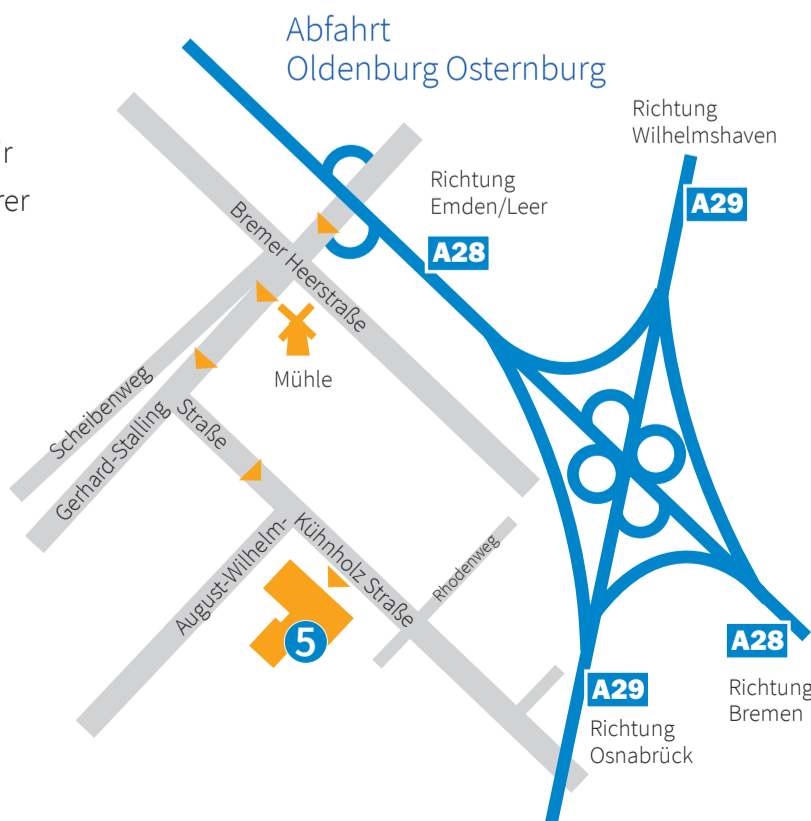 Abfahrt
Oldenburg Osternburg
Richtung
Wilhelmshaven
r
rer
Richtung
Emden/Leer
A29
A28
Bremer Heerstraße
Mühle
Scheibenweg
Gerhard-Stalling
Straße
August-Wilhelm-
Kühnholz Straße
Rhodenweg
5
A28
A29
Richtung
Bremen
Richtung
Osnabrück